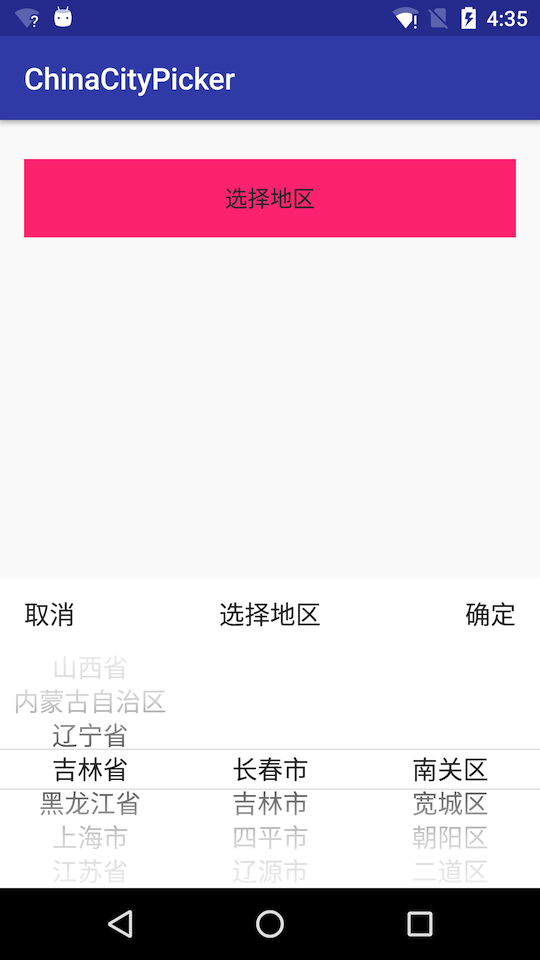 4:35
ChinaCityPicker
选择地区
取消 选择地区 确定
山西省
内蒙古自治区
辽宁省
吉林省 长春市 南关区
黑龙江省 吉林市 宽城区
上海市 四平市 朝阳区
江苏省 辽源市 二道区